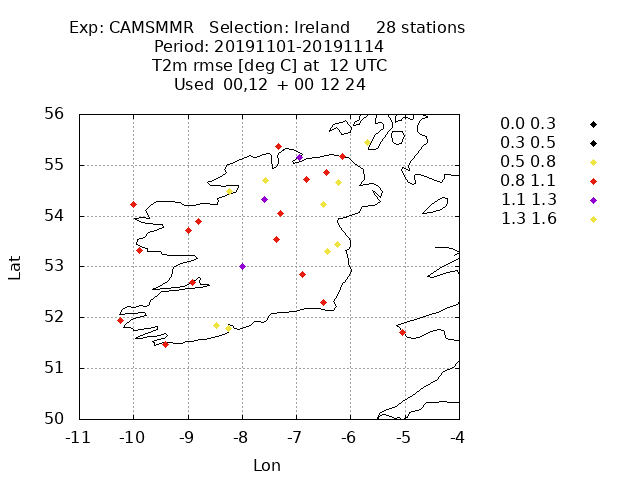 Exp: CAMSMMR   Selection: Ireland     28 stations
Period: 20191101-20191114
T2m rmse [deg C] at  12 UTC
Used  00,12  + 00 12 24
56
55
54
53
52
51
50
Lat
-11 -10 -9 -8 -7 -6 -5 -4
Lon
0.0 0.3
0.3 0.5
0.5 0.8
0.8 1.1
1.1 1.3
1.3 1.6